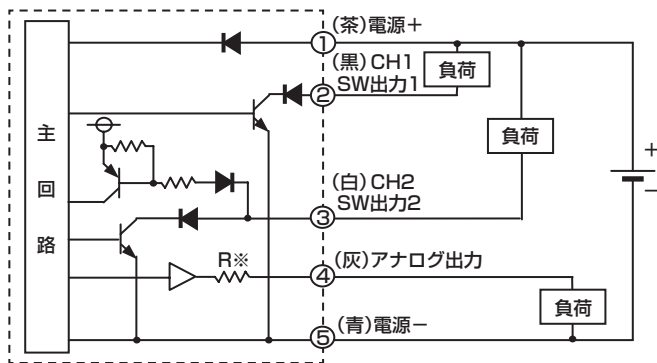 主回路
①
(茶)電源＋
(黒)CH1
②
SW出力1
負荷
負荷
(白)CH2
③
SW出力2
R※
④
(灰)アナログ出力
負荷
⑤
(青)電源－
＋
－